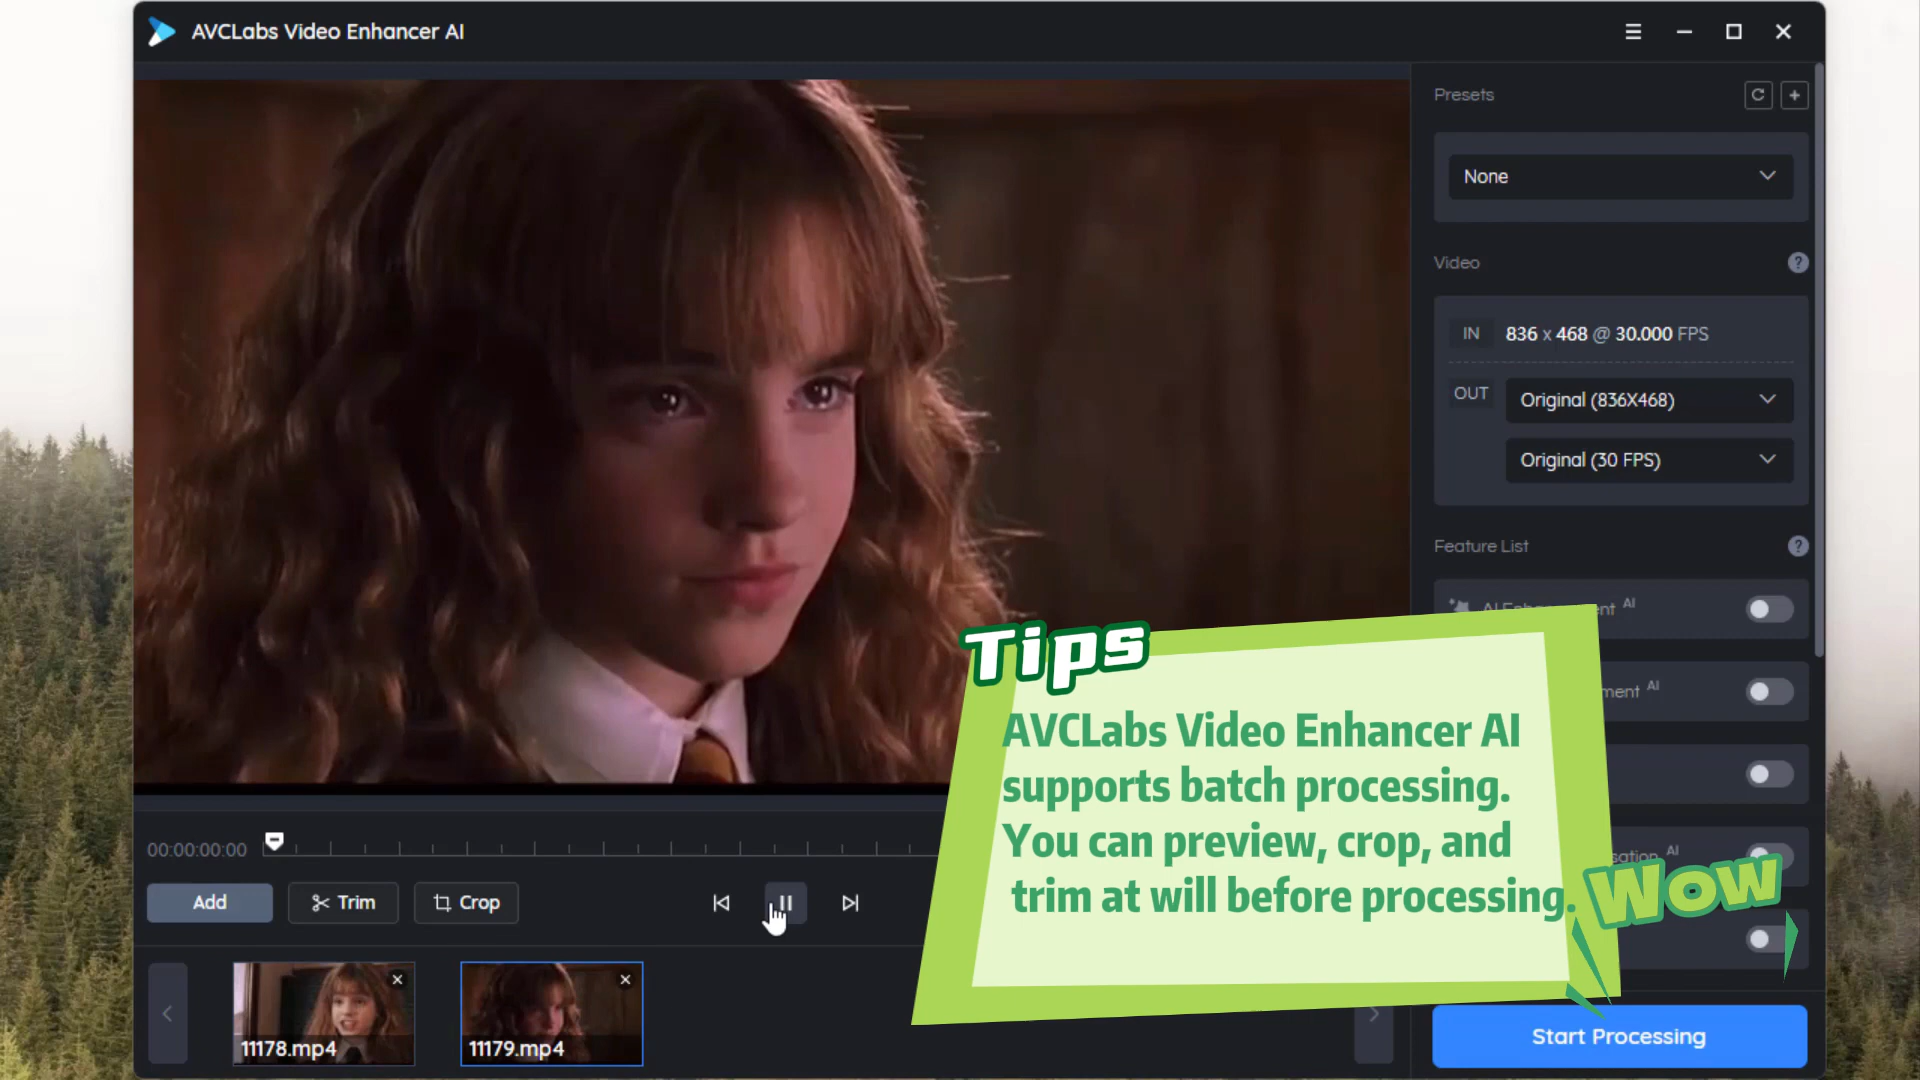 AVCLabs Video Enhancer AI
Presets
None
Video
IN 836 x 468 @ 30.000 FPS
OUT Original (836X468)
Original (30 FPS)
Feature List
AI
AI
AI
Tips
AVCLabs Video Enhancer AI
supports batch processing.
You can preview, crop, and
trim at will before processing.
Wow
00:00:00:00
Add
Trim
Crop
11178.mp4
11179.mp4
Start Processing